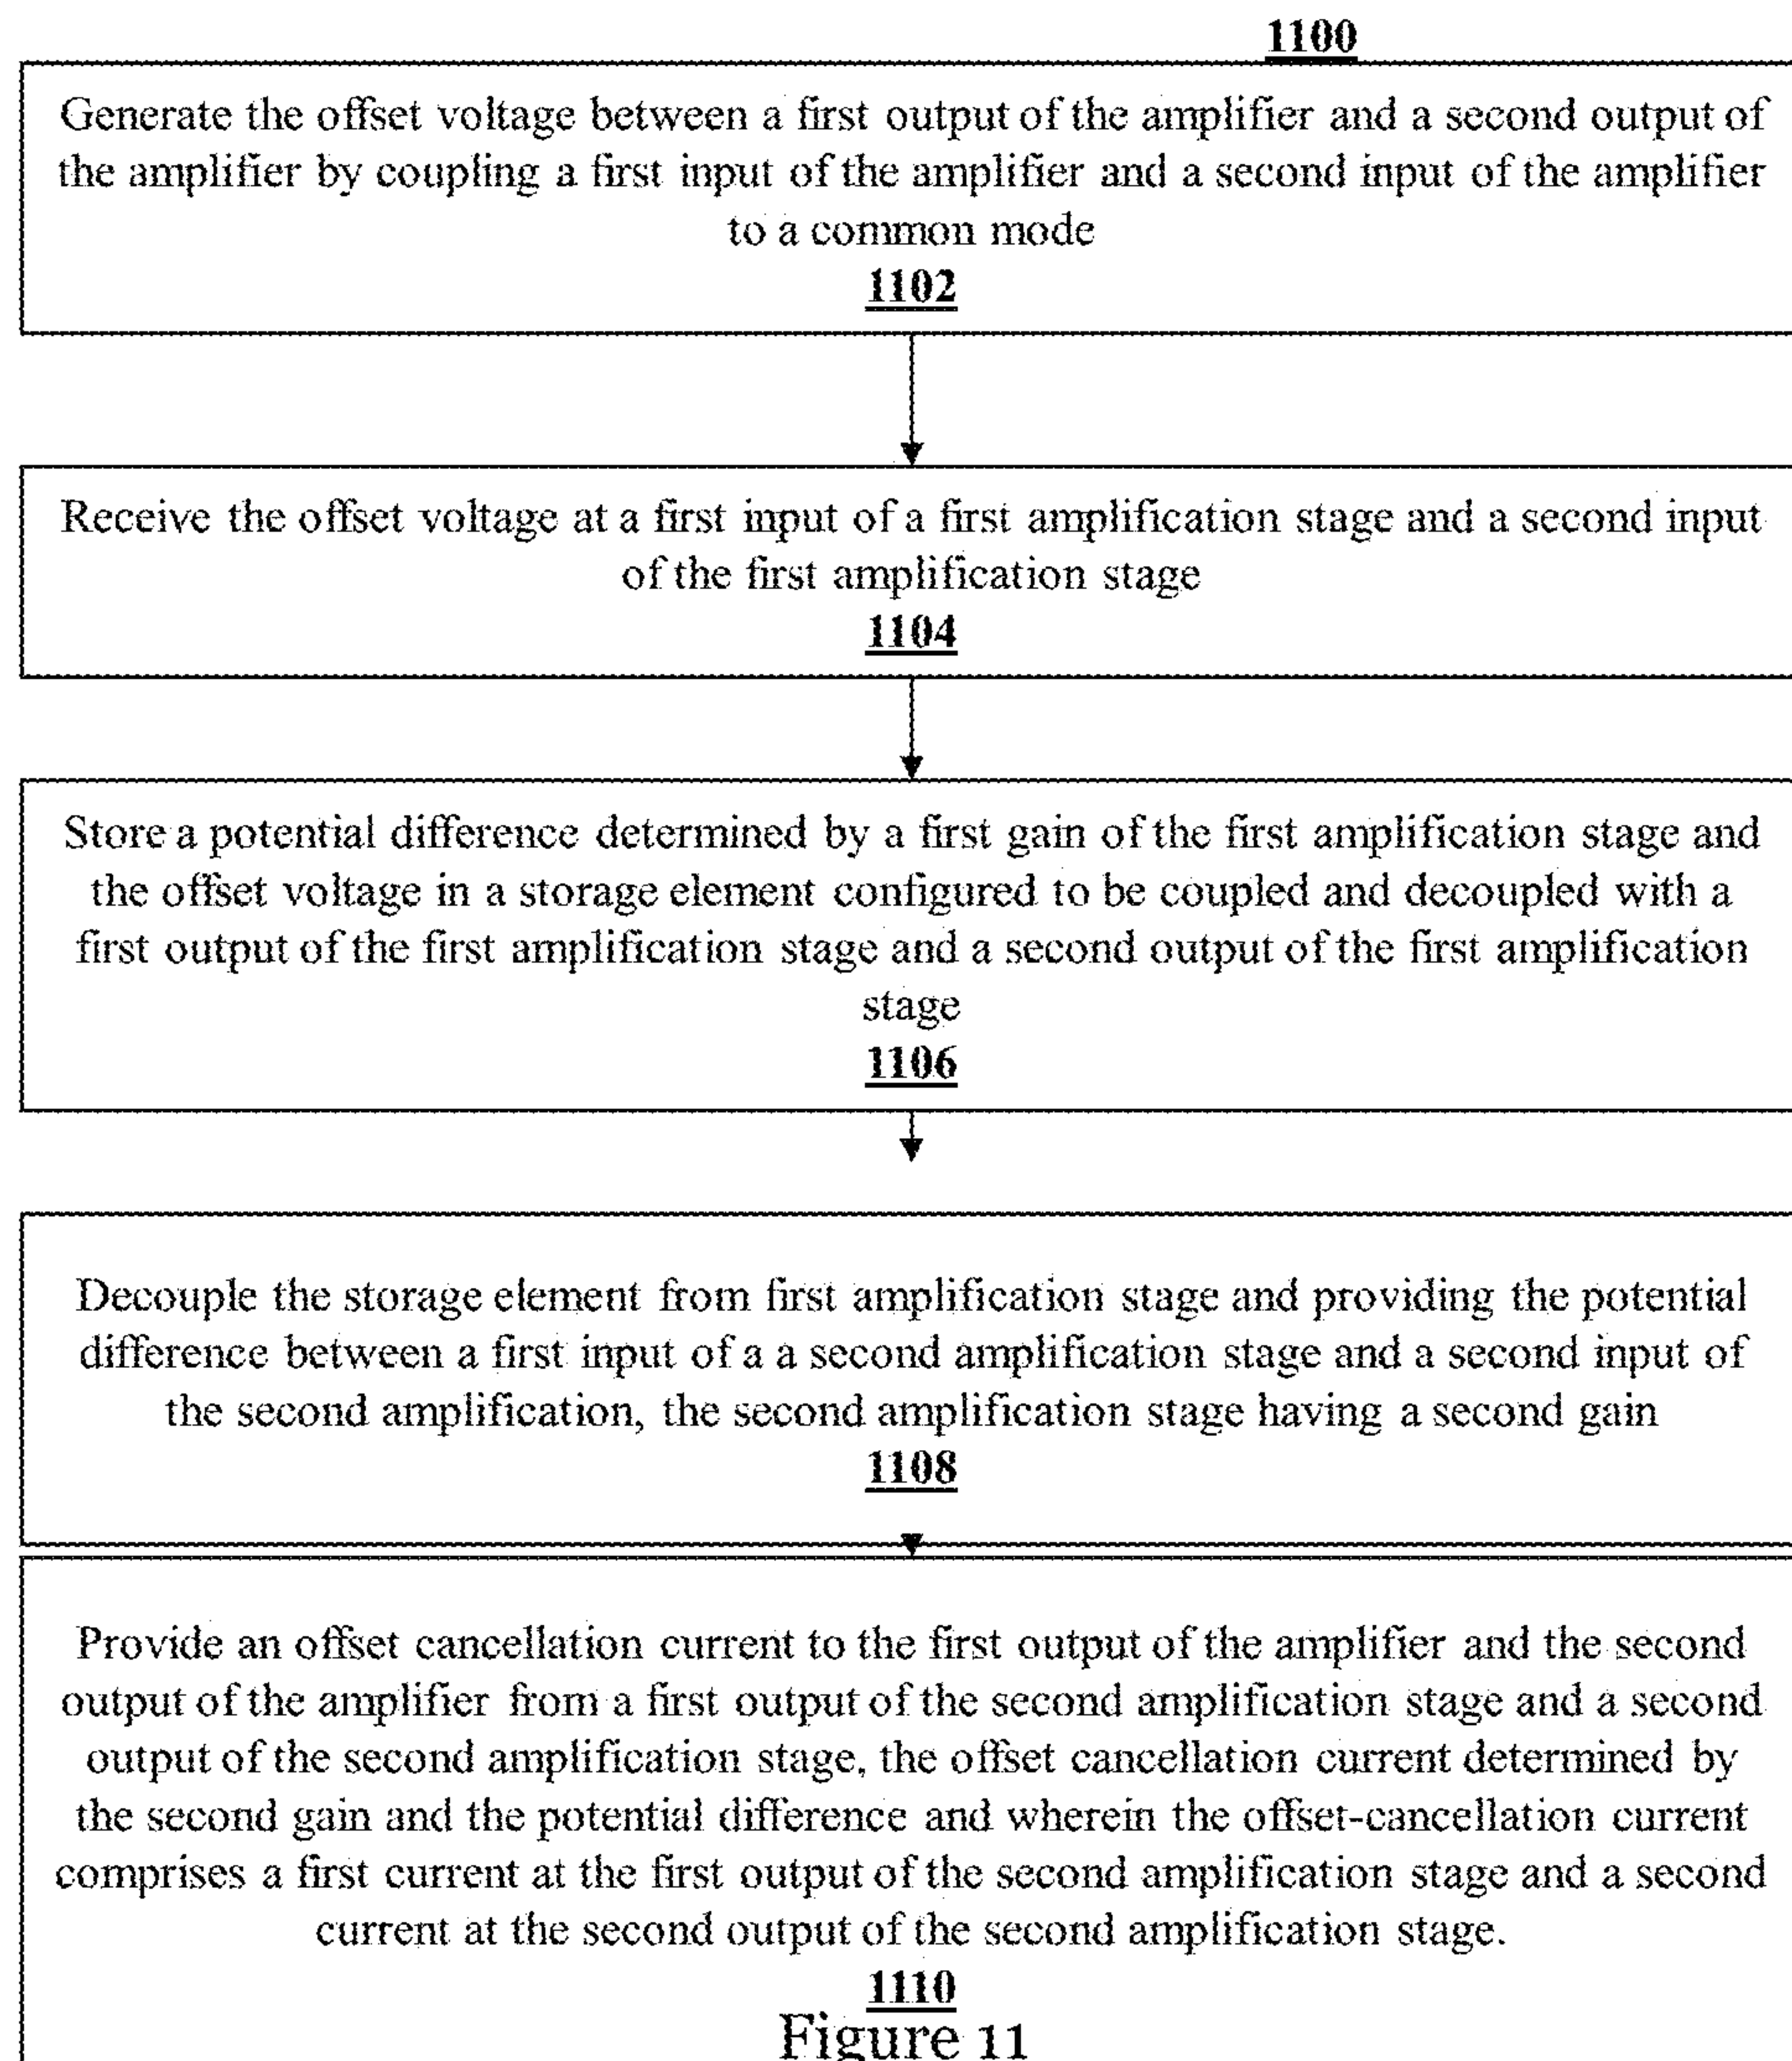 1100
Generate the offset voltage between a first output of the amplifier and a second output of
the amplifier by coupling a first input of the amplifier and a second input of the amplifier
to a common mode
1102
Receive the offset voltage at a first input of a first amplification stage and a second input
of the first amplification stage
1104
Store a potential difference determined by a first gain of the first amplification stage and
the offset voltage in a storage element configured to be coupled and decoupled with a
first output of the first amplification stage and a second output of the first amplification
stage
1106
Decouple the storage element from first amplification stage and providing the potential
difference between a first input of a a second amplification stage and a second input of
the second amplification, the second amplification stage having a second gain
1108
Provide an offset cancellation current to the first output of the amplifier and the second
output of the amplifier from a first output of the second amplification stage and a second
output of the second amplification stage, the offset cancellation current determined by
the second gain and the potential difference and wherein the offset-cancellation current
comprises a first current at the first output of the second amplification stage and a second
current at the second output of the second amplification stage.
1110
Figure 11